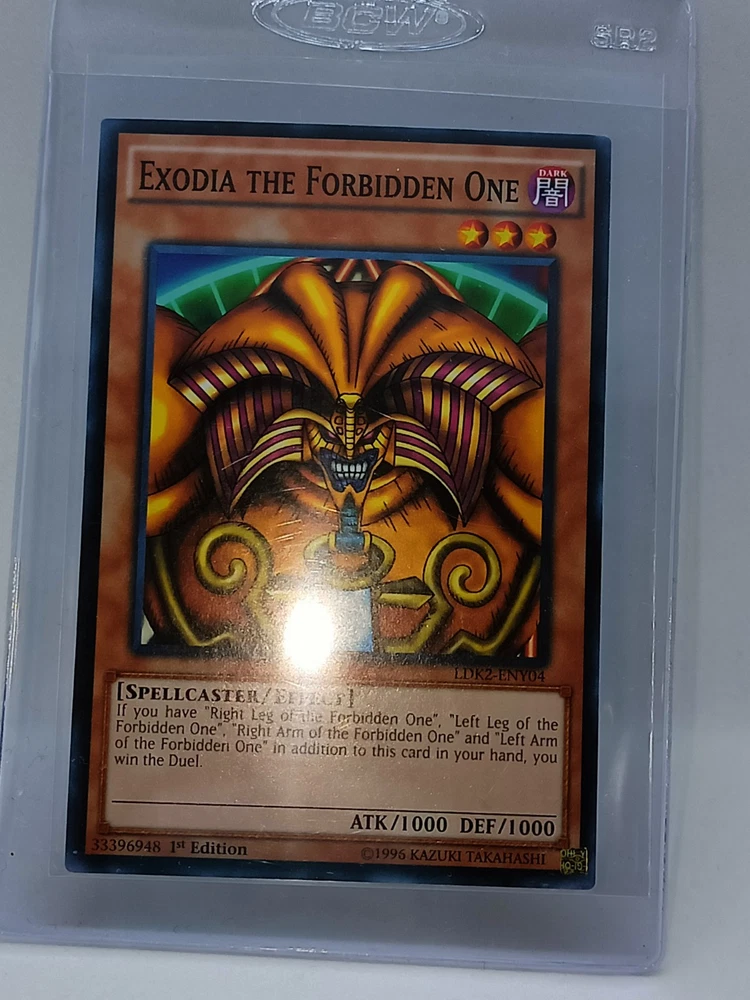 BCW®
SR2
EXODIA THE FORBIDDEN ONE
DARK
闇
LDK2-ENY04
[SPELLCASTER/EFFECT]
If you have "Right Leg of the Forbidden One", "Left Leg of the
Forbidden One", "Right Arm of the Forbidden One" and "Left Arm
of the Forbidden One" in addition to this card in your hand, you
win the Duel.
ATK/1000 DEF/1000
33396948 1st Edition
©1996 KAZUKI TAKAHASHI